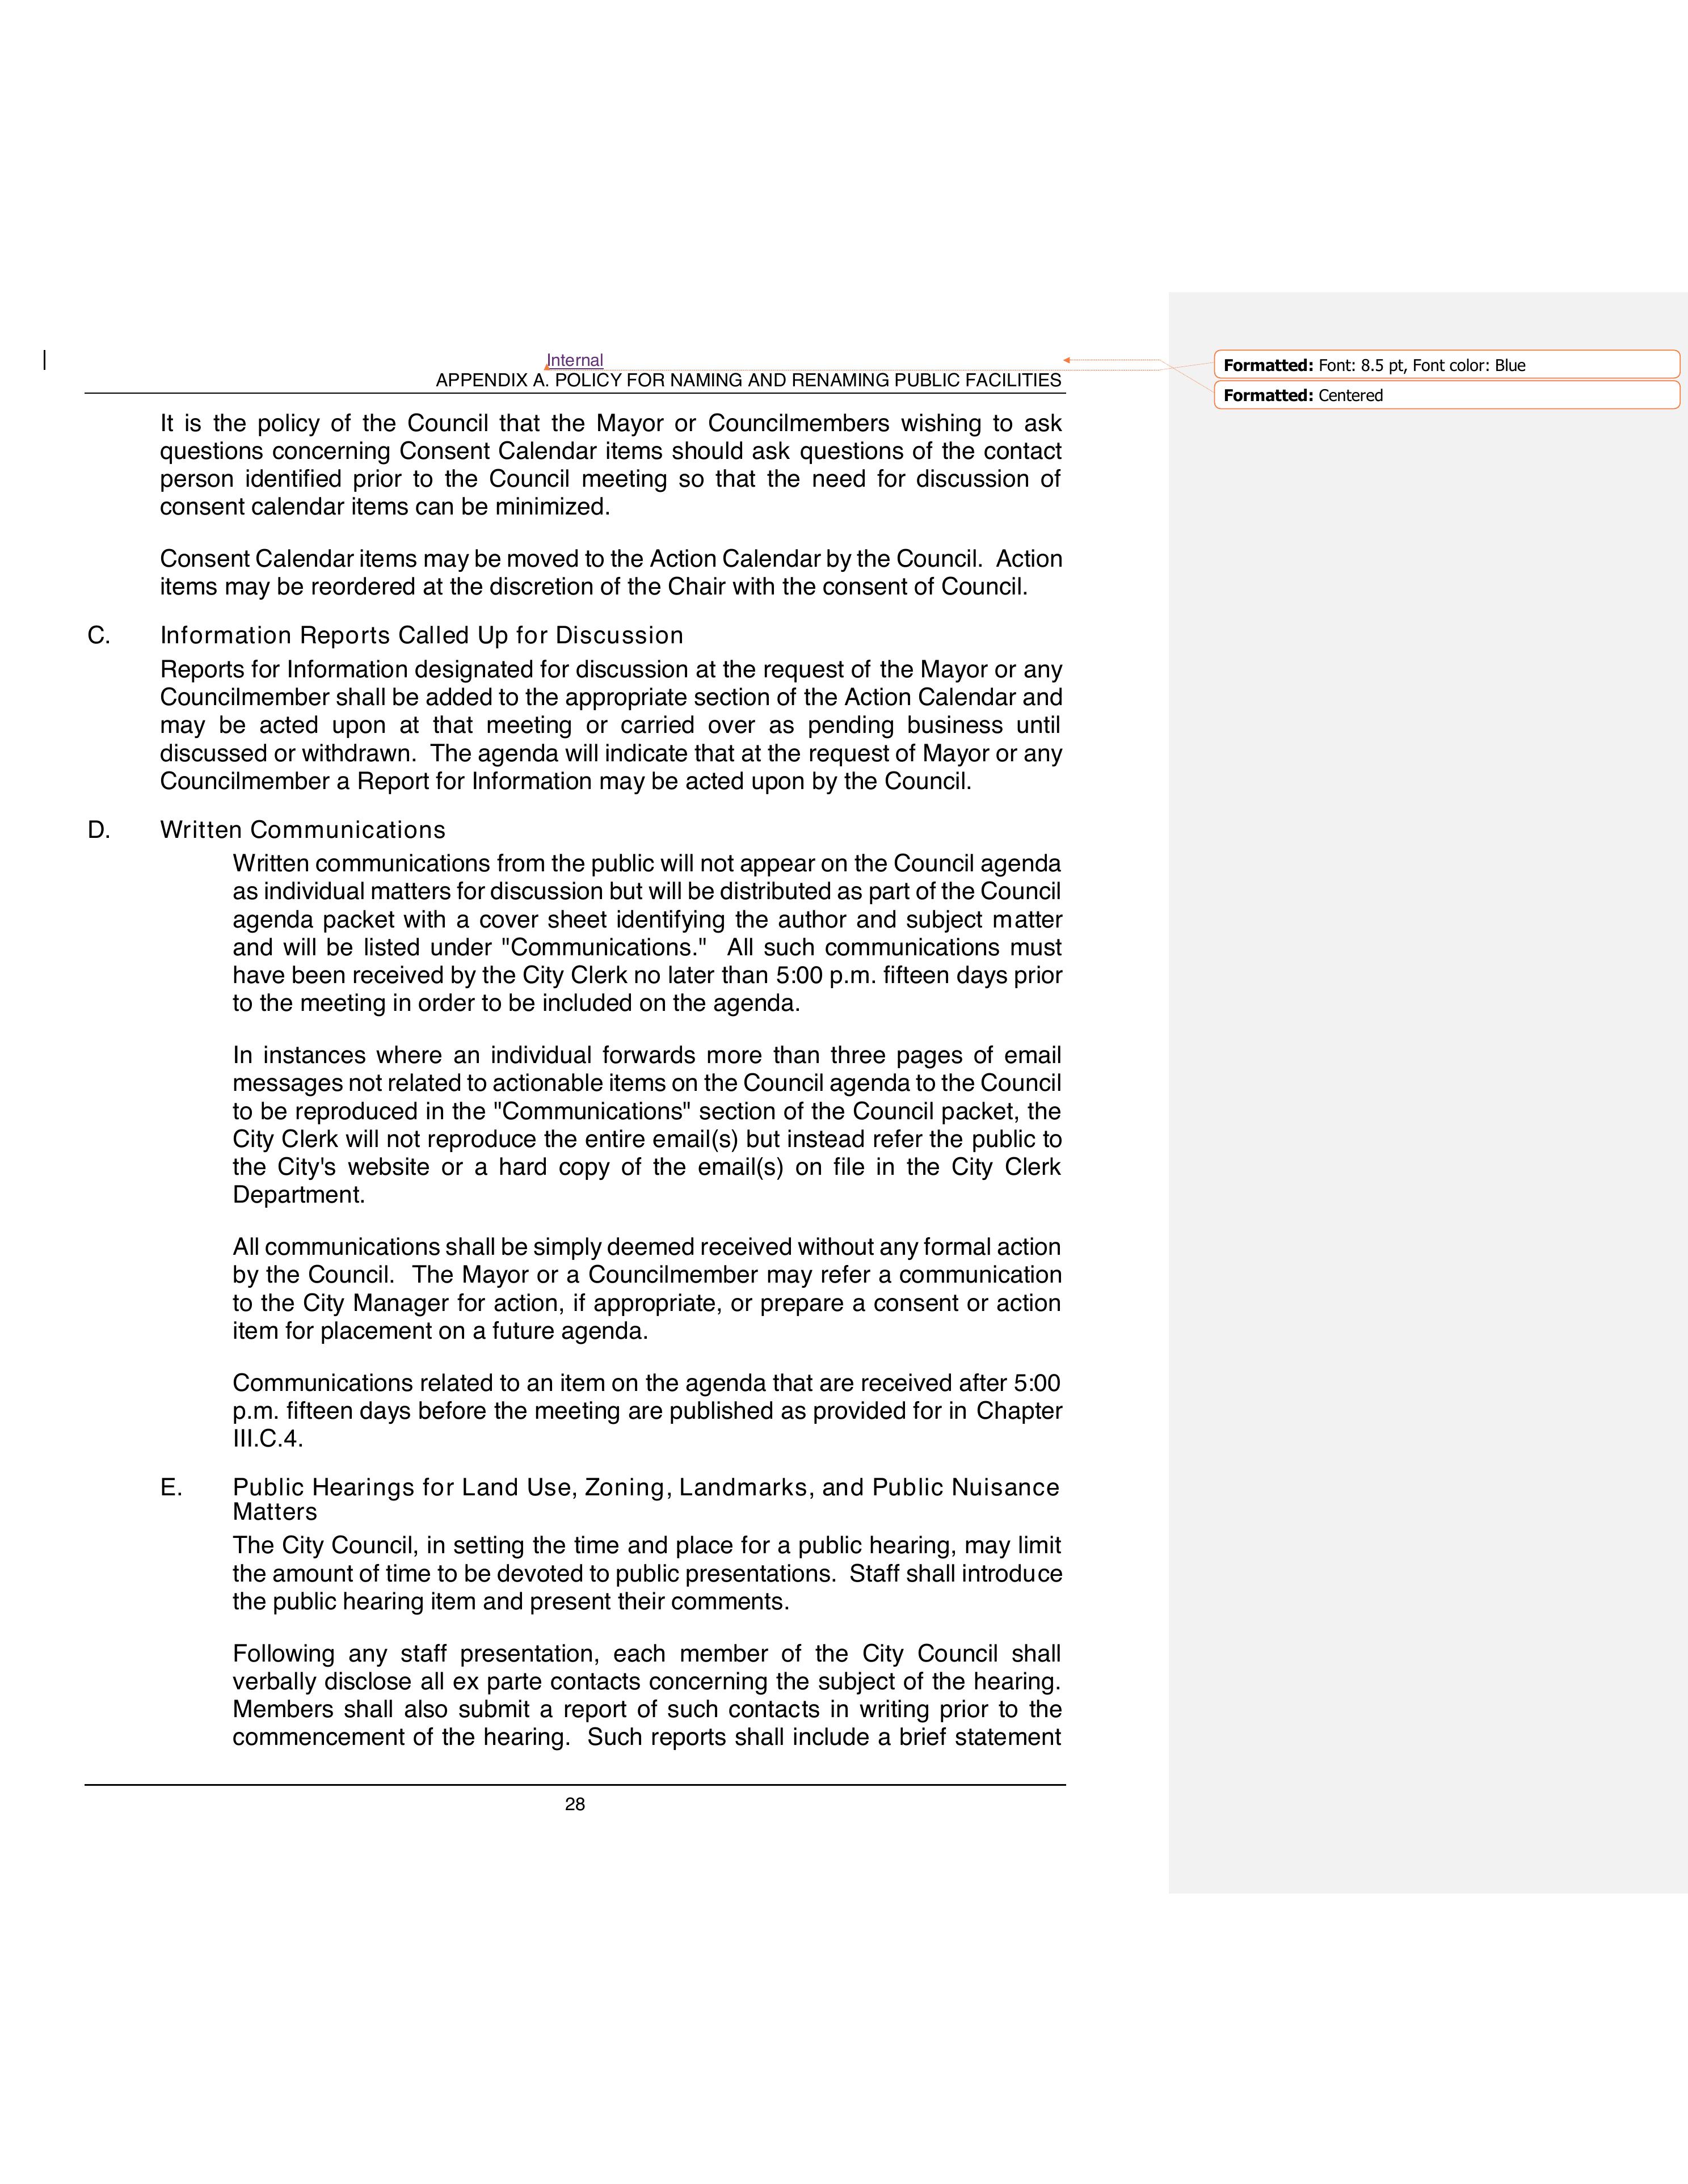 Internal
APPENDIX A. POLICY FOR NAMING AND RENAMING PUBLIC FACILITIES
Formatted: Font: 8.5 pt, Font color: Blue
Formatted: Centered
It is the policy of the Council that the Mayor or Councilmembers wishing to ask
questions concerning Consent Calendar items should ask questions of the contact
person identified prior to the Council meeting so that the need for discussion of
consent calendar items can be minimized.
Consent Calendar items may be moved to the Action Calendar by the Council.  Action
items may be reordered at the discretion of the Chair with the consent of Council.
C. Information Reports Called Up for Discussion
Reports for Information designated for discussion at the request of the Mayor or any
Councilmember shall be added to the appropriate section of the Action Calendar and
may be acted upon at that meeting or carried over as pending business until
discussed or withdrawn.  The agenda will indicate that at the request of Mayor or any
Councilmember a Report for Information may be acted upon by the Council.
D. Written Communications
Written communications from the public will not appear on the Council agenda
as individual matters for discussion but will be distributed as part of the Council
agenda packet with a cover sheet identifying the author and subject matter
and will be listed under "Communications."  All such communications must
have been received by the City Clerk no later than 5:00 p.m. fifteen days prior
to the meeting in order to be included on the agenda.
In instances where an individual forwards more than three pages of email
messages not related to actionable items on the Council agenda to the Council
to be reproduced in the "Communications" section of the Council packet, the
City Clerk will not reproduce the entire email(s) but instead refer the public to
the City's website or a hard copy of the email(s) on file in the City Clerk
Department.
All communications shall be simply deemed received without any formal action
by the Council.  The Mayor or a Councilmember may refer a communication
to the City Manager for action, if appropriate, or prepare a consent or action
item for placement on a future agenda.
Communications related to an item on the agenda that are received after 5:00
p.m. fifteen days before the meeting are published as provided for in Chapter
III.C.4.
E. Public Hearings for Land Use, Zoning, Landmarks, and Public Nuisance
Matters
The City Council, in setting the time and place for a public hearing, may limit
the amount of time to be devoted to public presentations.  Staff shall introduce
the public hearing item and present their comments.
Following any staff presentation, each member of the City Council shall
verbally disclose all ex parte contacts concerning the subject of the hearing.
Members shall also submit a report of such contacts in writing prior to the
commencement of the hearing.  Such reports shall include a brief statement
28